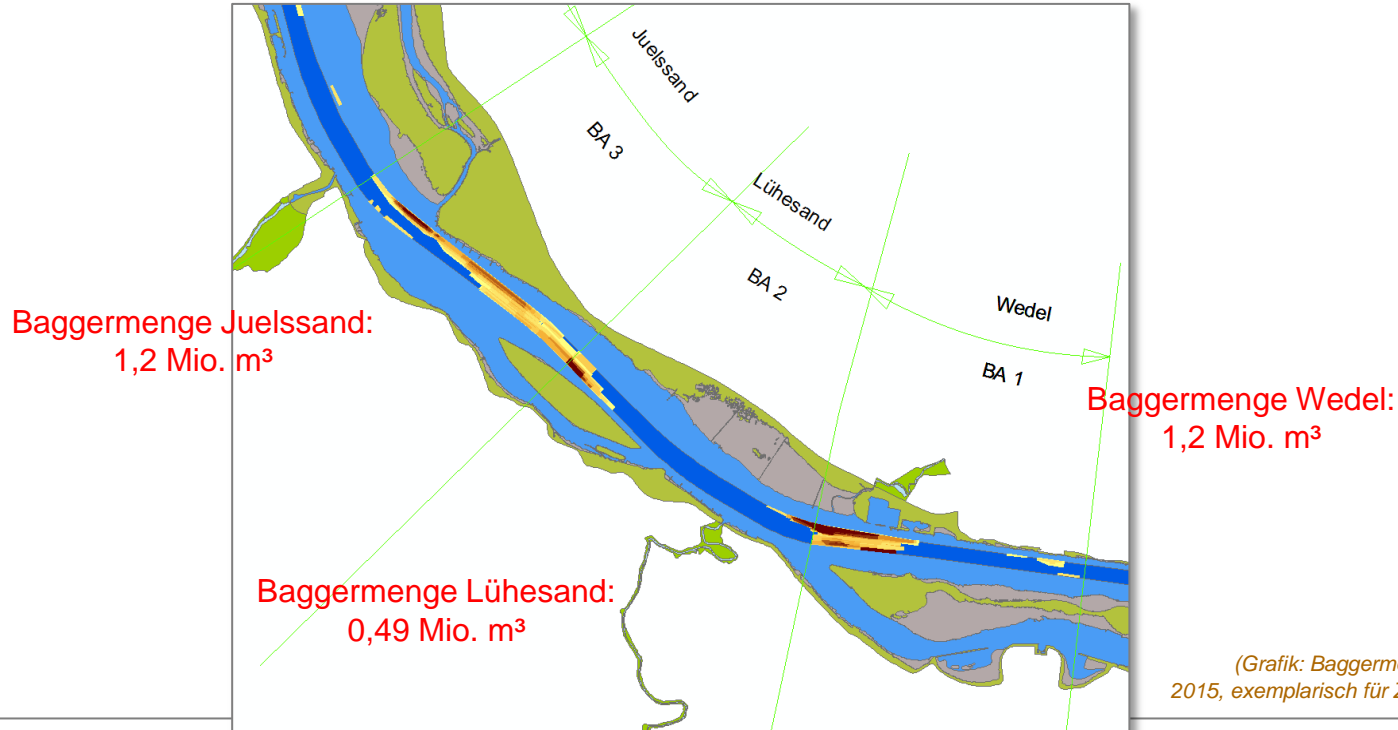 Juelssand
BA 3
Lühesand
BA 2
Wedel
BA 1
Baggermenge Juelssand:
1,2 Mio. m³
Baggermenge Wedel:
1,2 Mio. m³
Baggermenge Lühesand:
0,49 Mio. m³
(Grafik:
2015, exemplarisch für